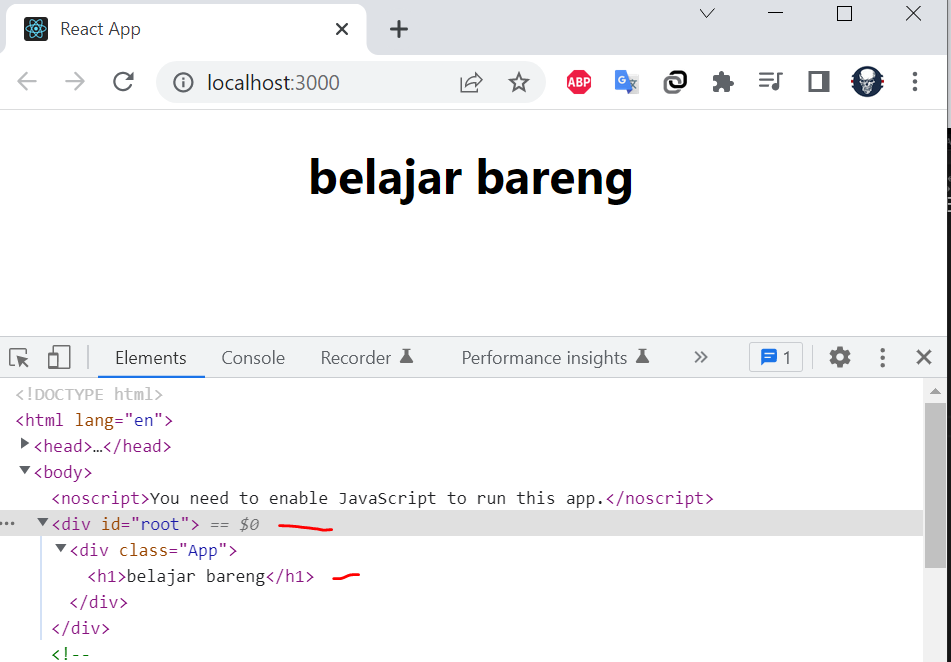 React App
localhost:3000
ABP
belajar bareng
Elements Console Recorder Performance insights » 1
<!DOCTYPE html>
<html lang="en">
<head>…</head>
<body>
<noscript>You need to enable JavaScript to run this app.</noscript>
… <div id="root"> == $0
<div class="App">
<h1>belajar bareng</h1>
</div>
</div>
<!--